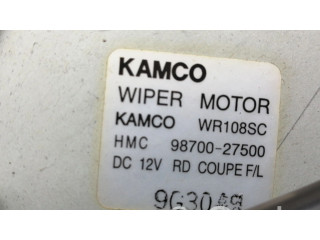 KAMCO
WIPER MOTOR
KAMCO WR108SC
HMC 98700-27500
DC 12V RD COUPE F/L